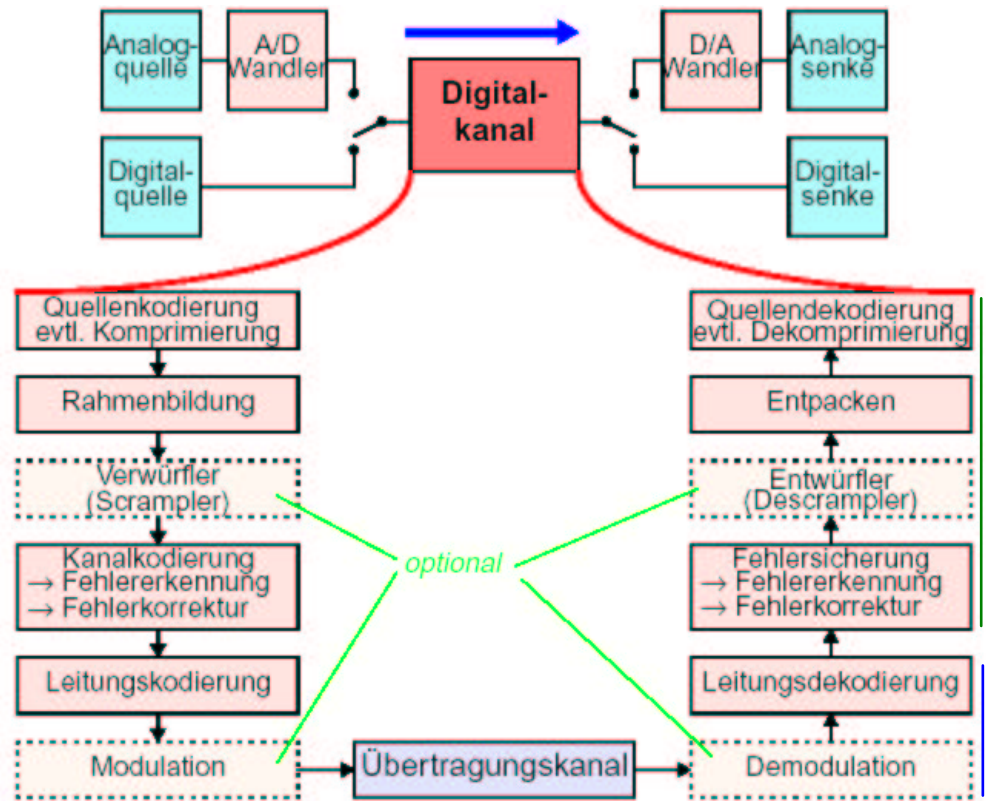 Analog-
quelle
A/D
Wandler
Digital-
kanal
D/A
Wandler
Analog-
senke
Digital-
quelle
Digital-
senke
Quellenkodierung
evtl. Komprimierung
Rahmenbildung
Verwürfler
(Scrampler)
Kanalkodierung
→ Fehlererkennung
→ Fehlerkorrektur
Leitungskodierung
Modulation
optional
Übertragungskanal
Quellendekodierung
evtl. Dekomprimierung
Entpacken
Entwürfler
(Descrampler)
Fehlersicherung
→ Fehlererkennung
→ Fehlerkorrektur
Leitungsdekodierung
Demodulation